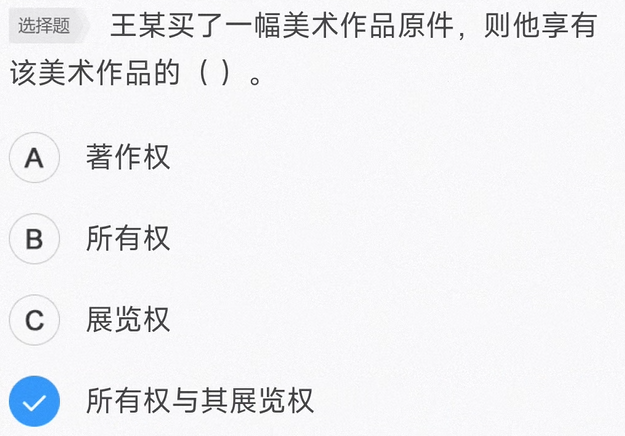 选择题 王某买了一幅美术作品原件，则他享有
该美术作品的（ ）。
A 著作权
B 所有权
C 展览权
所有权与其展览权